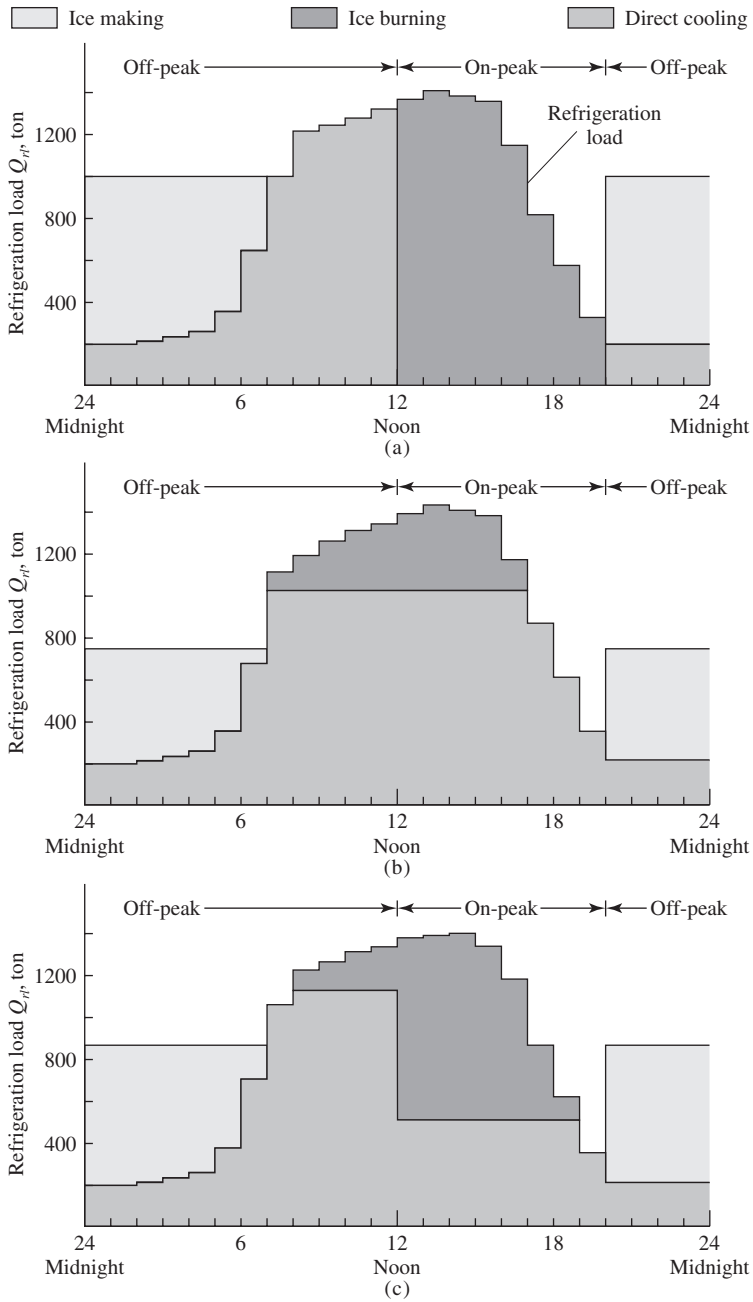 Ice making
Ice burning
Direct cooling
Off-peak
On-peak
Off-peak
Refrigeration load Q_rl, ton
1200
800
400
Refrigeration
load
24
6
12
18
24
Midnight
Noon
Midnight
(a)
Off-peak
On-peak
Off-peak
Refrigeration load Q_rl, ton
1200
800
400
24
6
12
18
24
Midnight
Noon
Midnight
(b)
Off-peak
On-peak
Off-peak
Refrigeration load Q_rl, ton
1200
800
400
24
6
12
18
24
Midnight
Noon
Midnight
(c)